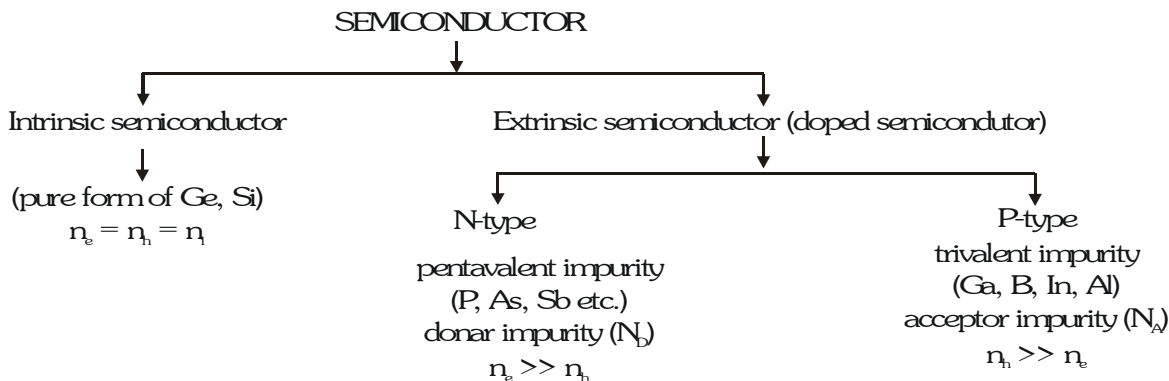 SEMICONDUCTOR
Intrinsic semiconductor
Extrinsic semiconductor (doped semicondutor)
(pure form of Ge, Si)
nₑ = nₕ = nᵢ
N-type
pentavalent impurity
(P, As, Sb etc.)
donar impurity (N_D)
nₑ >> nₕ
P-type
trivalent impurity
(Ga, B, In, Al)
acceptor impurity (N_A)
nₕ >> nₑ